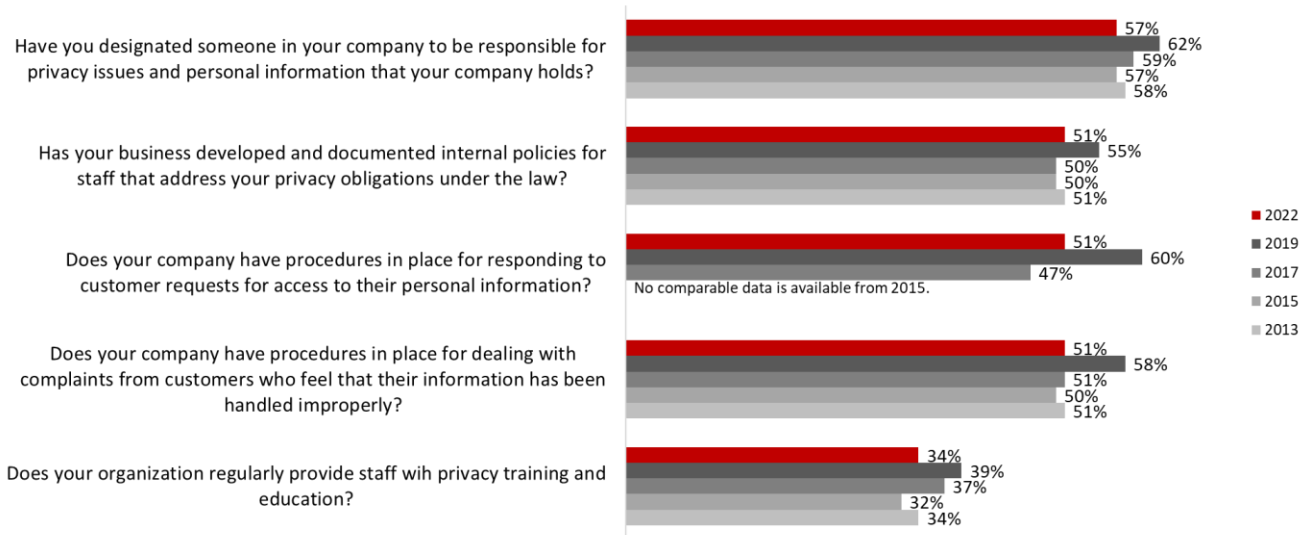 Have you designated someone in your company to be responsible for
privacy issues and personal information that your company holds?
57%
62%
59%
57%
58%
Has your business developed and documented internal policies for
staff that address your privacy obligations under the law?
51%
55%
50%
50%
51%
Does your company have procedures in place for responding to
customer requests for access to their personal information?
51%
60%
47%
No comparable data is available from 2015.
Does your company have procedures in place for dealing with
complaints from customers who feel that their information has been
handled improperly?
51%
58%
51%
50%
51%
Does your organization regularly provide staff wih privacy training and
education?
34%
39%
37%
32%
34%
2022
2019
2017
2015
2013